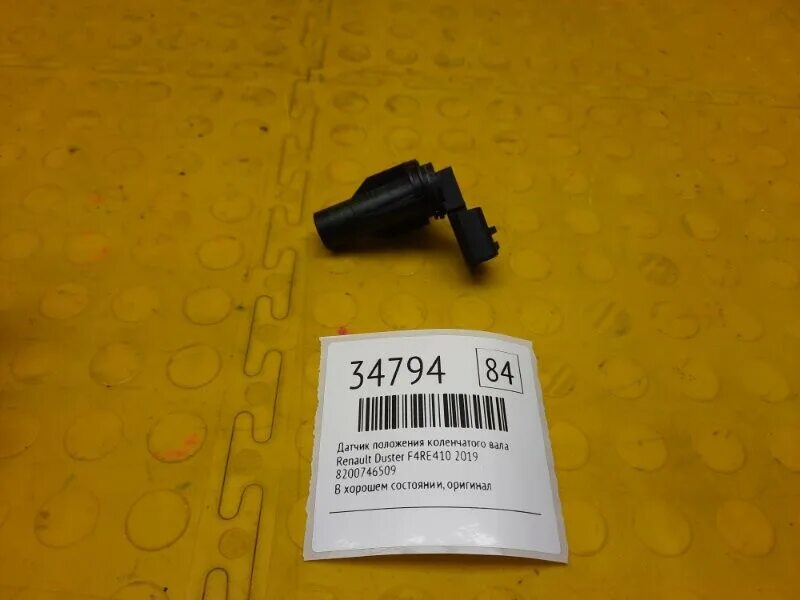 34794 84
Датчик положения коленчатого вала
Renault Duster F4RE410 2019
8200746509
В хорошем состоянии, оригинал